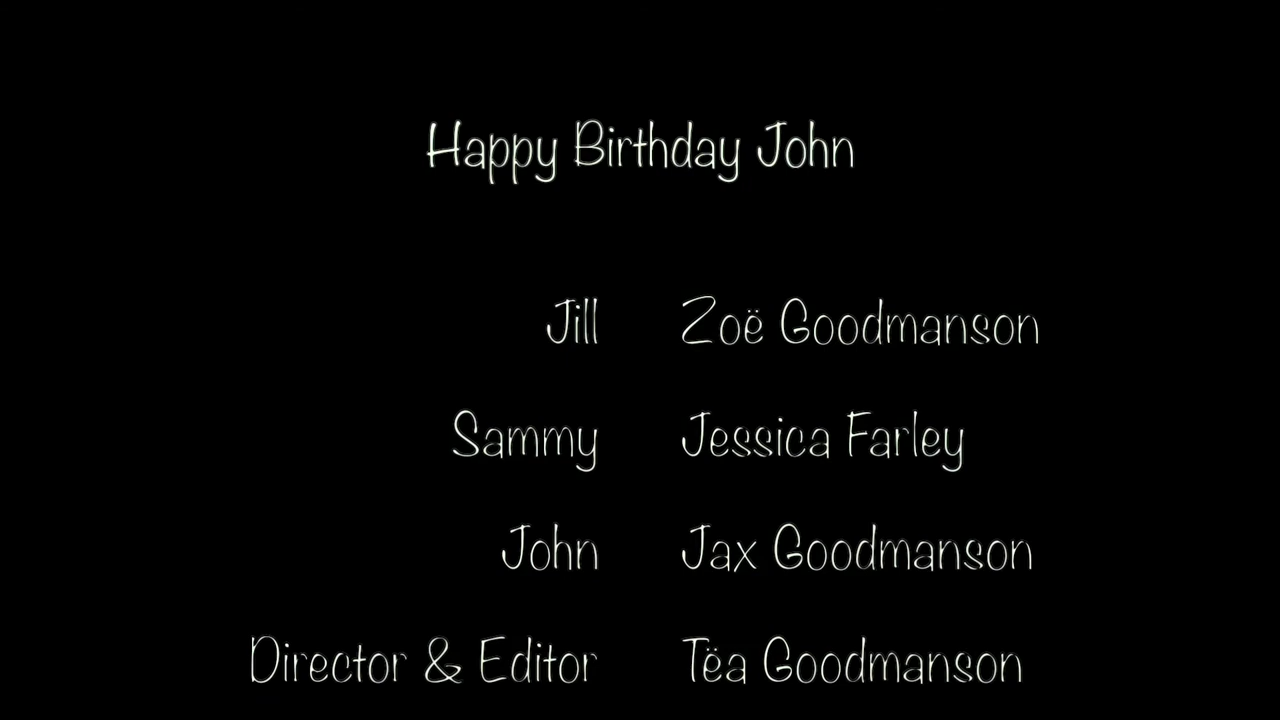 Happy Birthday John
Jill Zoë Goodmanson
Sammy Jessica Farley
John Jax Goodmanson
Director & Editor Tëa Goodmanson